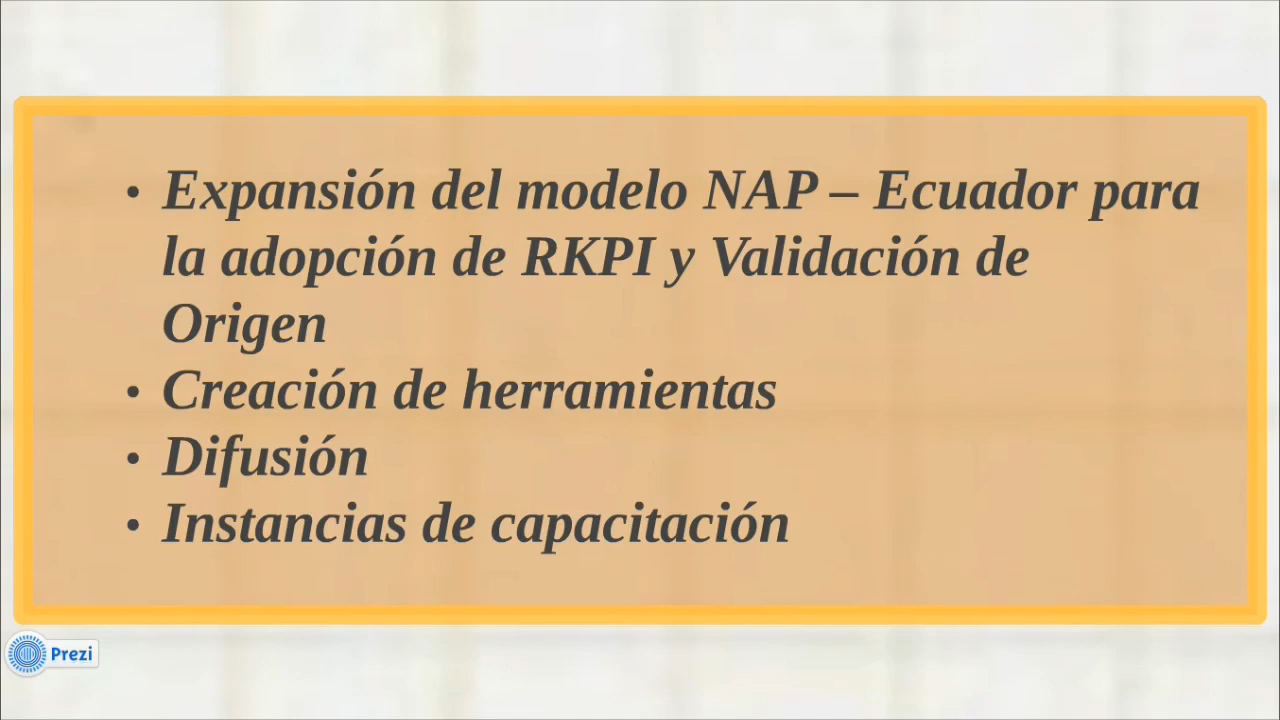 • Expansión del modelo NAP – Ecuador para
la adopción de RKPI y Validación de
Origen
• Creación de herramientas
• Difusión
• Instancias de capacitación
Prezi